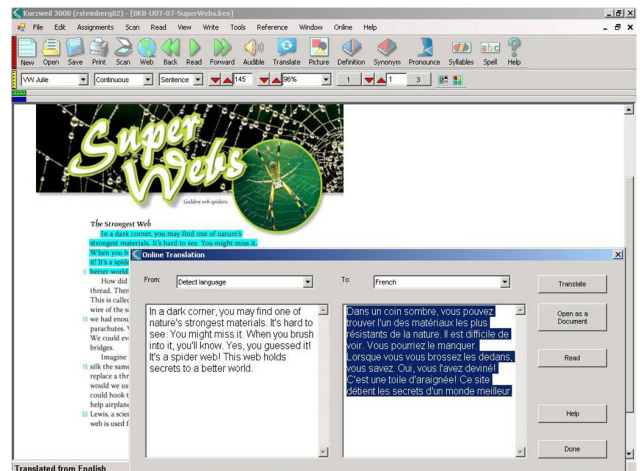 Kurzweil 3000 (rsteinberg82) - [BKB-U07-07-SuperWebs.kes]
File Edit Assignments Scan Read View Write Tools Reference Window Online Help
New Open Save Print Scan Web Back Read Forward Audible Translate Picture Definition Synonym Pronounce Syllables Spell Help
VW Julie Continuous Sentence 145 96% 1 1 3
Super
Webs
Golden orb spiders.
The Strongest Web
In a dark corner, you may find one of nature's
strongest materials. It's hard to see. You might miss it.
When you b
it! It's a spid
5 better world
How did
thread. Then
This is called
wire of the sa
10 we had enou
parachutes. W
We could ev
bridges.
Imagine
15 silk the same
replace a thr
would we us
could hook t
help airplane
20 Lewis, a scien
web is used f
Online Translation
From: Detect language
To: French
In a dark corner, you may find one of
nature's strongest materials. It's hard to
see. You might miss it. When you brush
into it, you'll know. Yes, you guessed it!
It's a spider web! This web holds
secrets to a better world.
Dans un coin sombre, vous pouvez
trouver l'un des matériaux les plus
résistants de la nature. Il est difficile de
voir. Vous pourriez le manquer.
Lorsque vous vous brossez les dedans,
vous savez. Oui, vous l'avez deviné!
C'est une toile d'araignée! Ce site
détient les secrets d'un monde meilleur.
Translate
Open as a
Document
Read
Help
Done
Translated from English